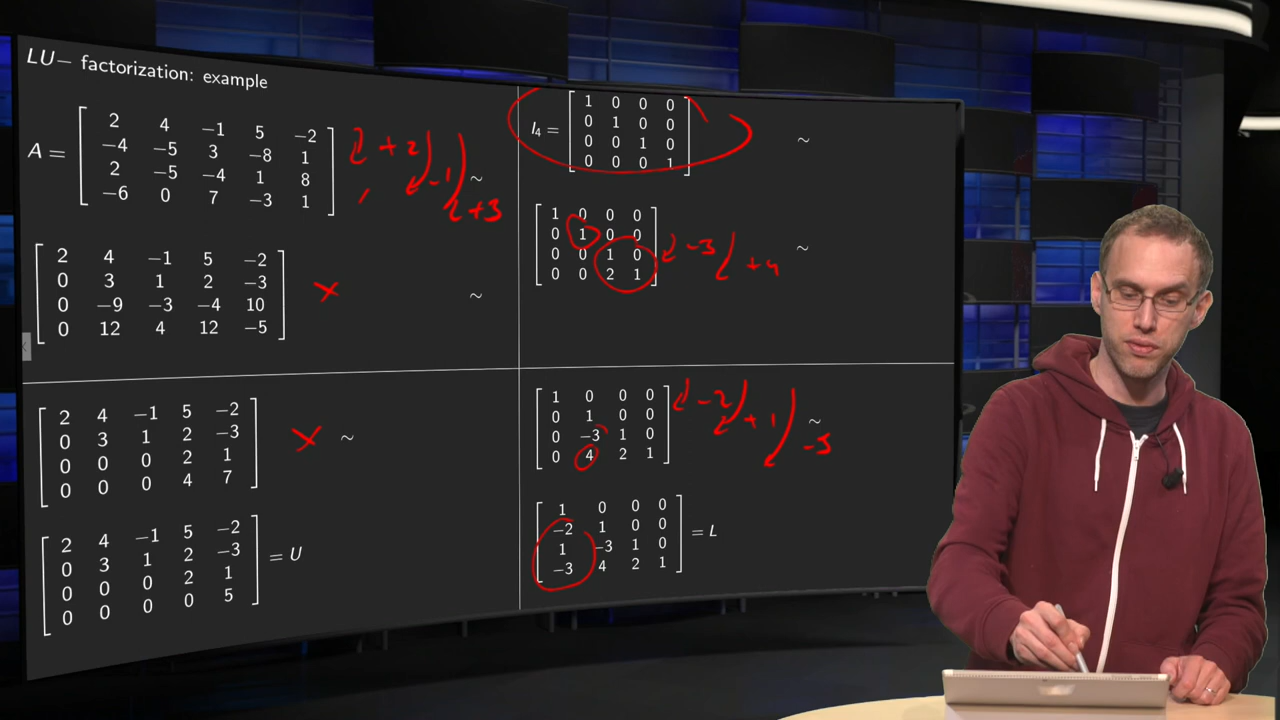 LU− factorization: example
A = [ 2 4 −1 5 −2
−4 −5 3 −8 1
2 −5 −4 1 8
−6 0 7 −3 1 ] ∼
+2 −1 +3
[ 2 4 −1 5 −2
0 3 1 2 −3
0 −9 −3 −4 10
0 12 4 12 −5 ] ∼
[ 2 4 −1 5 −2
0 3 1 2 −3
0 0 0 2 1
0 0 0 4 7 ] ∼
[ 2 4 −1 5 −2
0 3 1 2 −3
0 0 0 2 1
0 0 0 0 5 ] = U
I4 = [ 1 0 0 0
0 1 0 0
0 0 1 0
0 0 0 1 ] ∼
[ 1 0 0 0
0 1 0 0
0 0 1 0
0 0 2 1 ] ∼
−3 +4
[ 1 0 0 0
0 1 0 0
0 −3 1 0
0 4 2 1 ] ∼
−2 +1 −3
[ 1 0 0 0
−2 1 0 0
1 −3 1 0
−3 4 2 1 ] = L